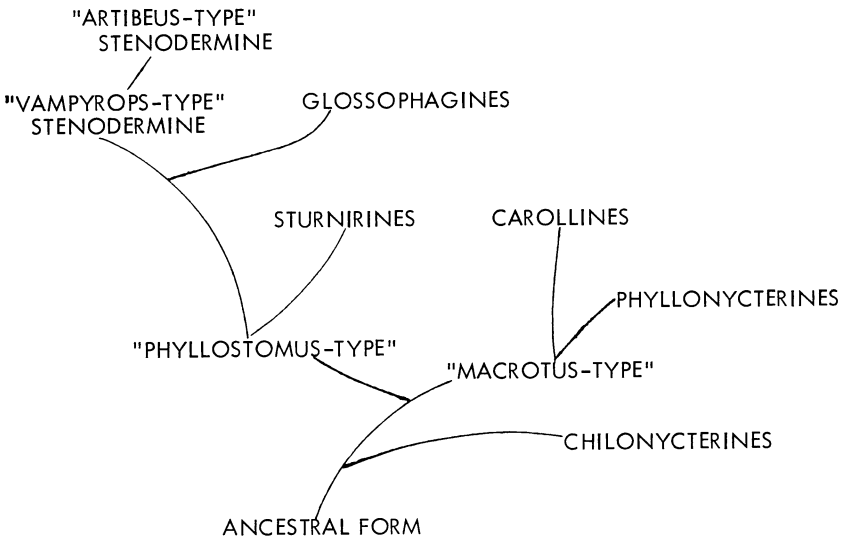 "ARTIBEUS-TYPE"
STENODERMINE
"VAMPYROPS-TYPE"
STENODERMINE
GLOSSOPHAGINES
STURNIRINES
CAROLLINES
PHYLLONYCTERINES
"PHYLLOSTOMUS-TYPE"
"MACROTUS-TYPE"
CHILONYCTERINES
ANCESTRAL FORM